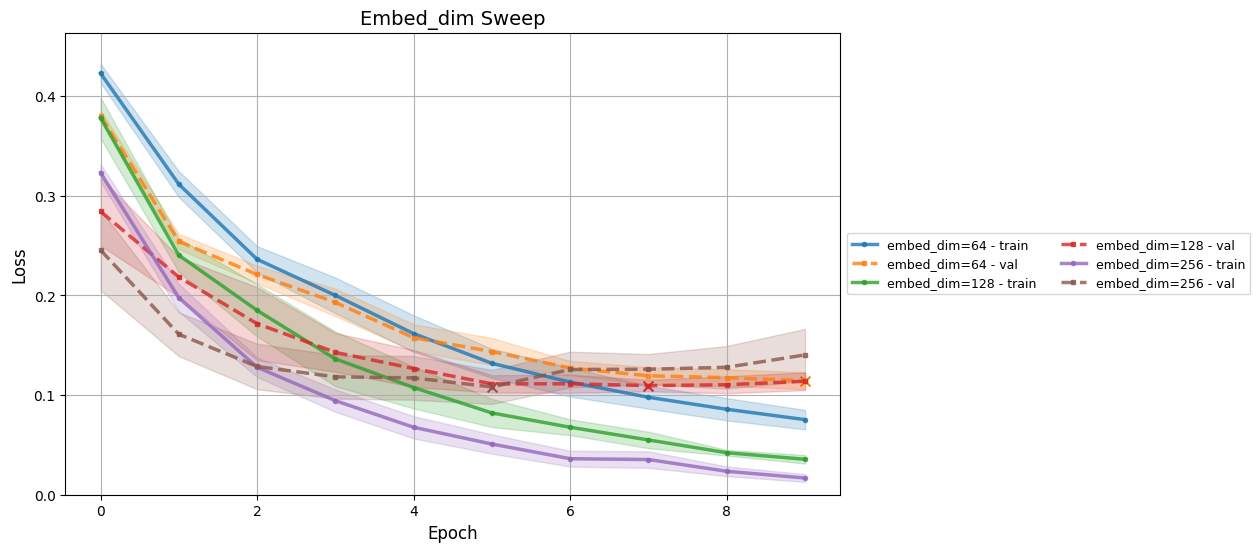 Embed_dim Sweep
Loss
0.4
0.3
0.2
0.1
0.0
0
2
4
6
8
Epoch
embed_dim=64 - train
embed_dim=64 - val
embed_dim=128 - train
embed_dim=128 - val
embed_dim=256 - train
embed_dim=256 - val